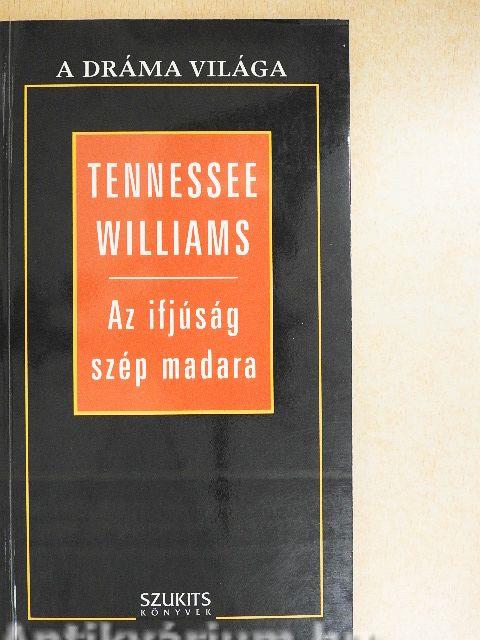 A DRÁMA VILÁGA
TENNESSEE
WILLIAMS
Az ifjúság
szép madara
SZUKITS
KÖNYVEK